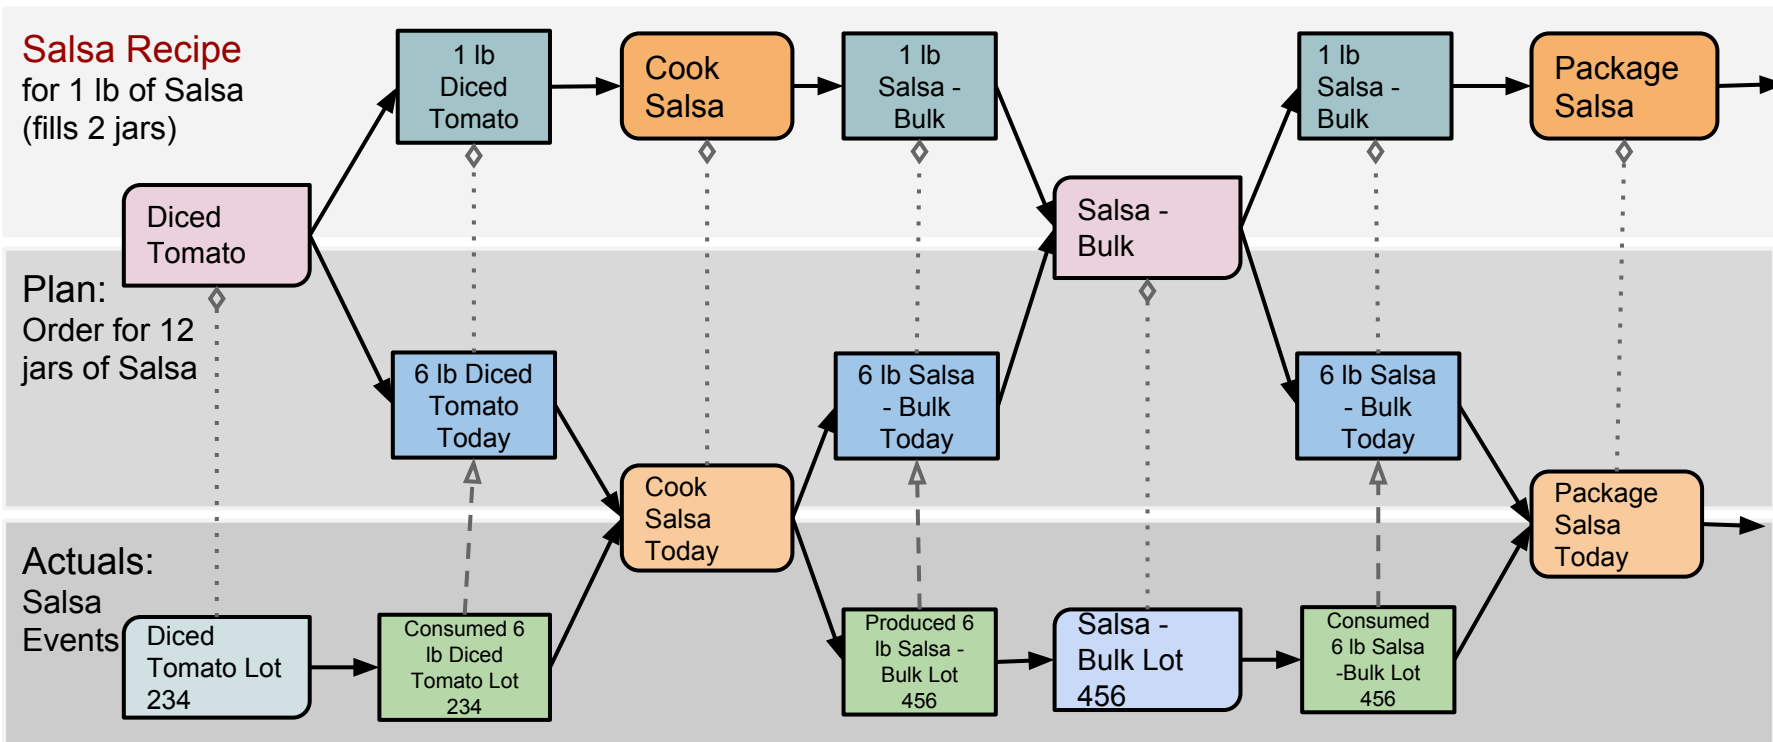 Salsa Recipe
for 1 lb of Salsa
(fills 2 jars)
1 lb
Diced
Tomato
Cook
Salsa
1 lb
Salsa -
Bulk
1 lb
Salsa -
Bulk
Package
Salsa
Diced
Tomato
Salsa -
Bulk
Plan:
Order for 12
jars of Salsa
6 lb Diced
Tomato
Today
6 lb Salsa
- Bulk
Today
6 lb Salsa
- Bulk
Today
Cook
Salsa
Today
Package
Salsa
Today
Actuals:
Salsa
Events
Diced
Tomato Lot
234
Consumed 6
lb Diced
Tomato Lot
234
Produced 6
lb Salsa -
Bulk Lot
456
Salsa -
Bulk Lot
456
Consumed
6 lb Salsa
-Bulk Lot
456